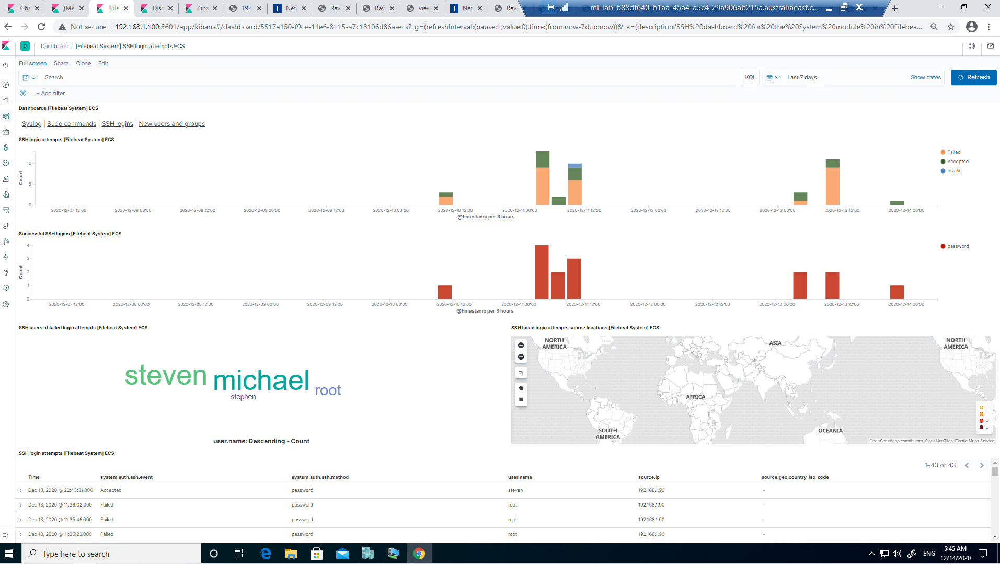 Kiba
[Me
[File
Disc
Kiba
192.
Net
Rav
Rav
view
Net
Rav
ml-lab-b88df640-b1aa-45a4-a5c4-29a906ab215a.australiaeast.c...
Not secure
192.168.1.100:5601/app/kibana#/dashboard/5517a150-f9ce-11e6-8115-a7c18106d86a-ecs?_g=(refreshInterval:(pause:!t,value:0),time:(from:now-7d,to:now))&_a=(description:'SSH%20dashboard%20for%20the%20System%20module%20in%20Filebea...
D
Dashboard / [Filebeat System] SSH login attempts ECS
Full screen Share Clone Edit
Search
KQL
Last 7 days
Show dates
Refresh
+ Add filter
Dashboards [Filebeat System] ECS
Syslog | Sudo commands | SSH logins | New users and groups
SSH login attempts [Filebeat System] ECS
Count
10
5
0
2020-12-07 12:00 2020-12-08 00:00 2020-12-08 12:00 2020-12-09 00:00 2020-12-09 12:00 2020-12-10 00:00 2020-12-10 12:00 2020-12-11 00:00 2020-12-11 12:00 2020-12-12 00:00 2020-12-12 12:00 2020-12-13 00:00 2020-12-13 12:00 2020-12-14 00:00
@timestamp per 3 hours
Failed
Accepted
Invalid
Successful SSH logins [Filebeat System] ECS
Count
4
3
2
1
0
2020-12-07 12:00 2020-12-08 00:00 2020-12-08 12:00 2020-12-09 00:00 2020-12-09 12:00 2020-12-10 00:00 2020-12-10 12:00 2020-12-11 00:00 2020-12-11 12:00 2020-12-12 00:00 2020-12-12 12:00 2020-12-13 00:00 2020-12-13 12:00 2020-12-14 00:00
@timestamp per 3 hours
password
SSH users of failed login attempts [Filebeat System] ECS
steven michael root
stephen
user.name: Descending - Count
SSH failed login attempts source locations [Filebeat System] ECS
NORTH
AMERICA
ASIA
NORTH
AMERICA
AFRICA
SOUTH
AMERICA
OCEANIA
–
–
–
–
OpenStreetMap contributors, OpenMapTiles, Elastic Maps Service
SSH login attempts [Filebeat System] ECS
1–43 of 43
Time system.auth.ssh.event system.auth.ssh.method user.name source.ip source.geo.country_iso_code
Dec 13, 2020 @ 22:43:31.000 Accepted password steven 192.168.1.90 -
Dec 13, 2020 @ 11:36:02.000 Failed password root 192.168.1.90 -
Dec 13, 2020 @ 11:35:46.000 Failed password root 192.168.1.90 -
Dec 13, 2020 @ 11:35:23.000 Failed password root 192.168.1.90 -
Type here to search
ENG
5:45 AM
12/14/2020